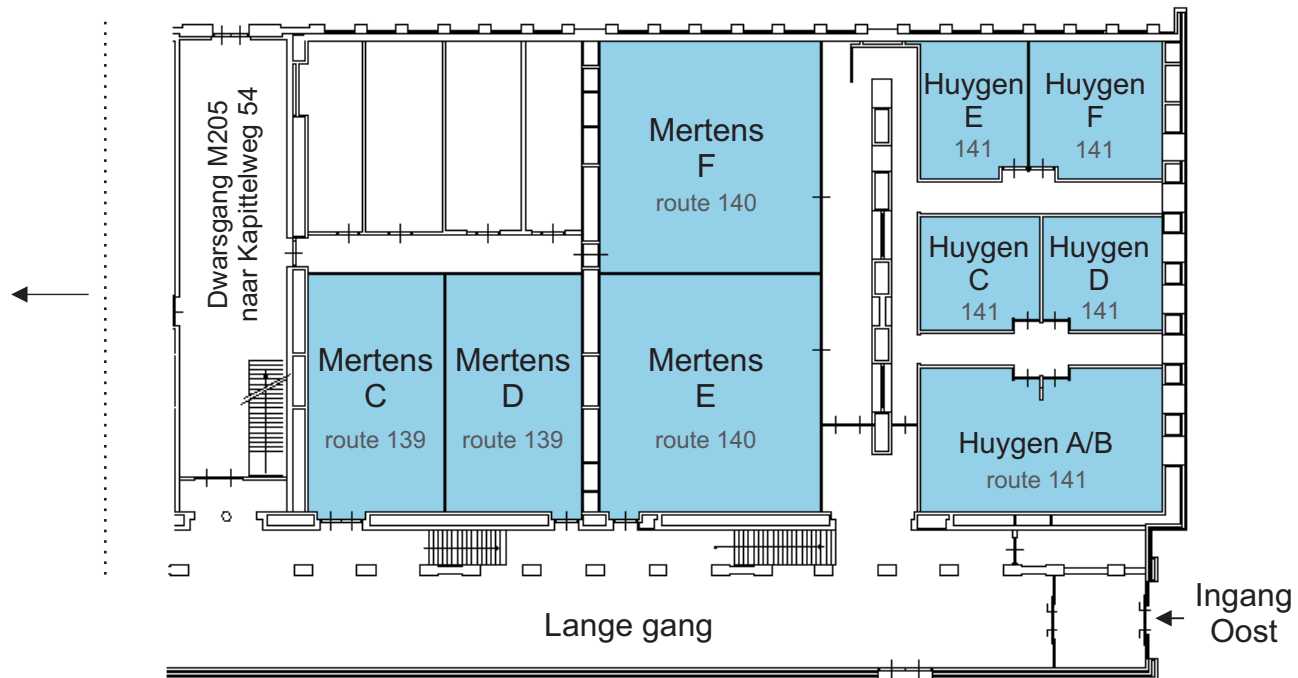 Dwarsgang M205
naar Kapittelweg 54
Mertens
F
route 140
Huygen
E
141
Huygen
F
141
Huygen
C
141
Huygen
D
141
Mertens
C
route 139
Mertens
D
route 139
Mertens
E
route 140
Huygen A/B
route 141
Lange gang
Ingang
Oost